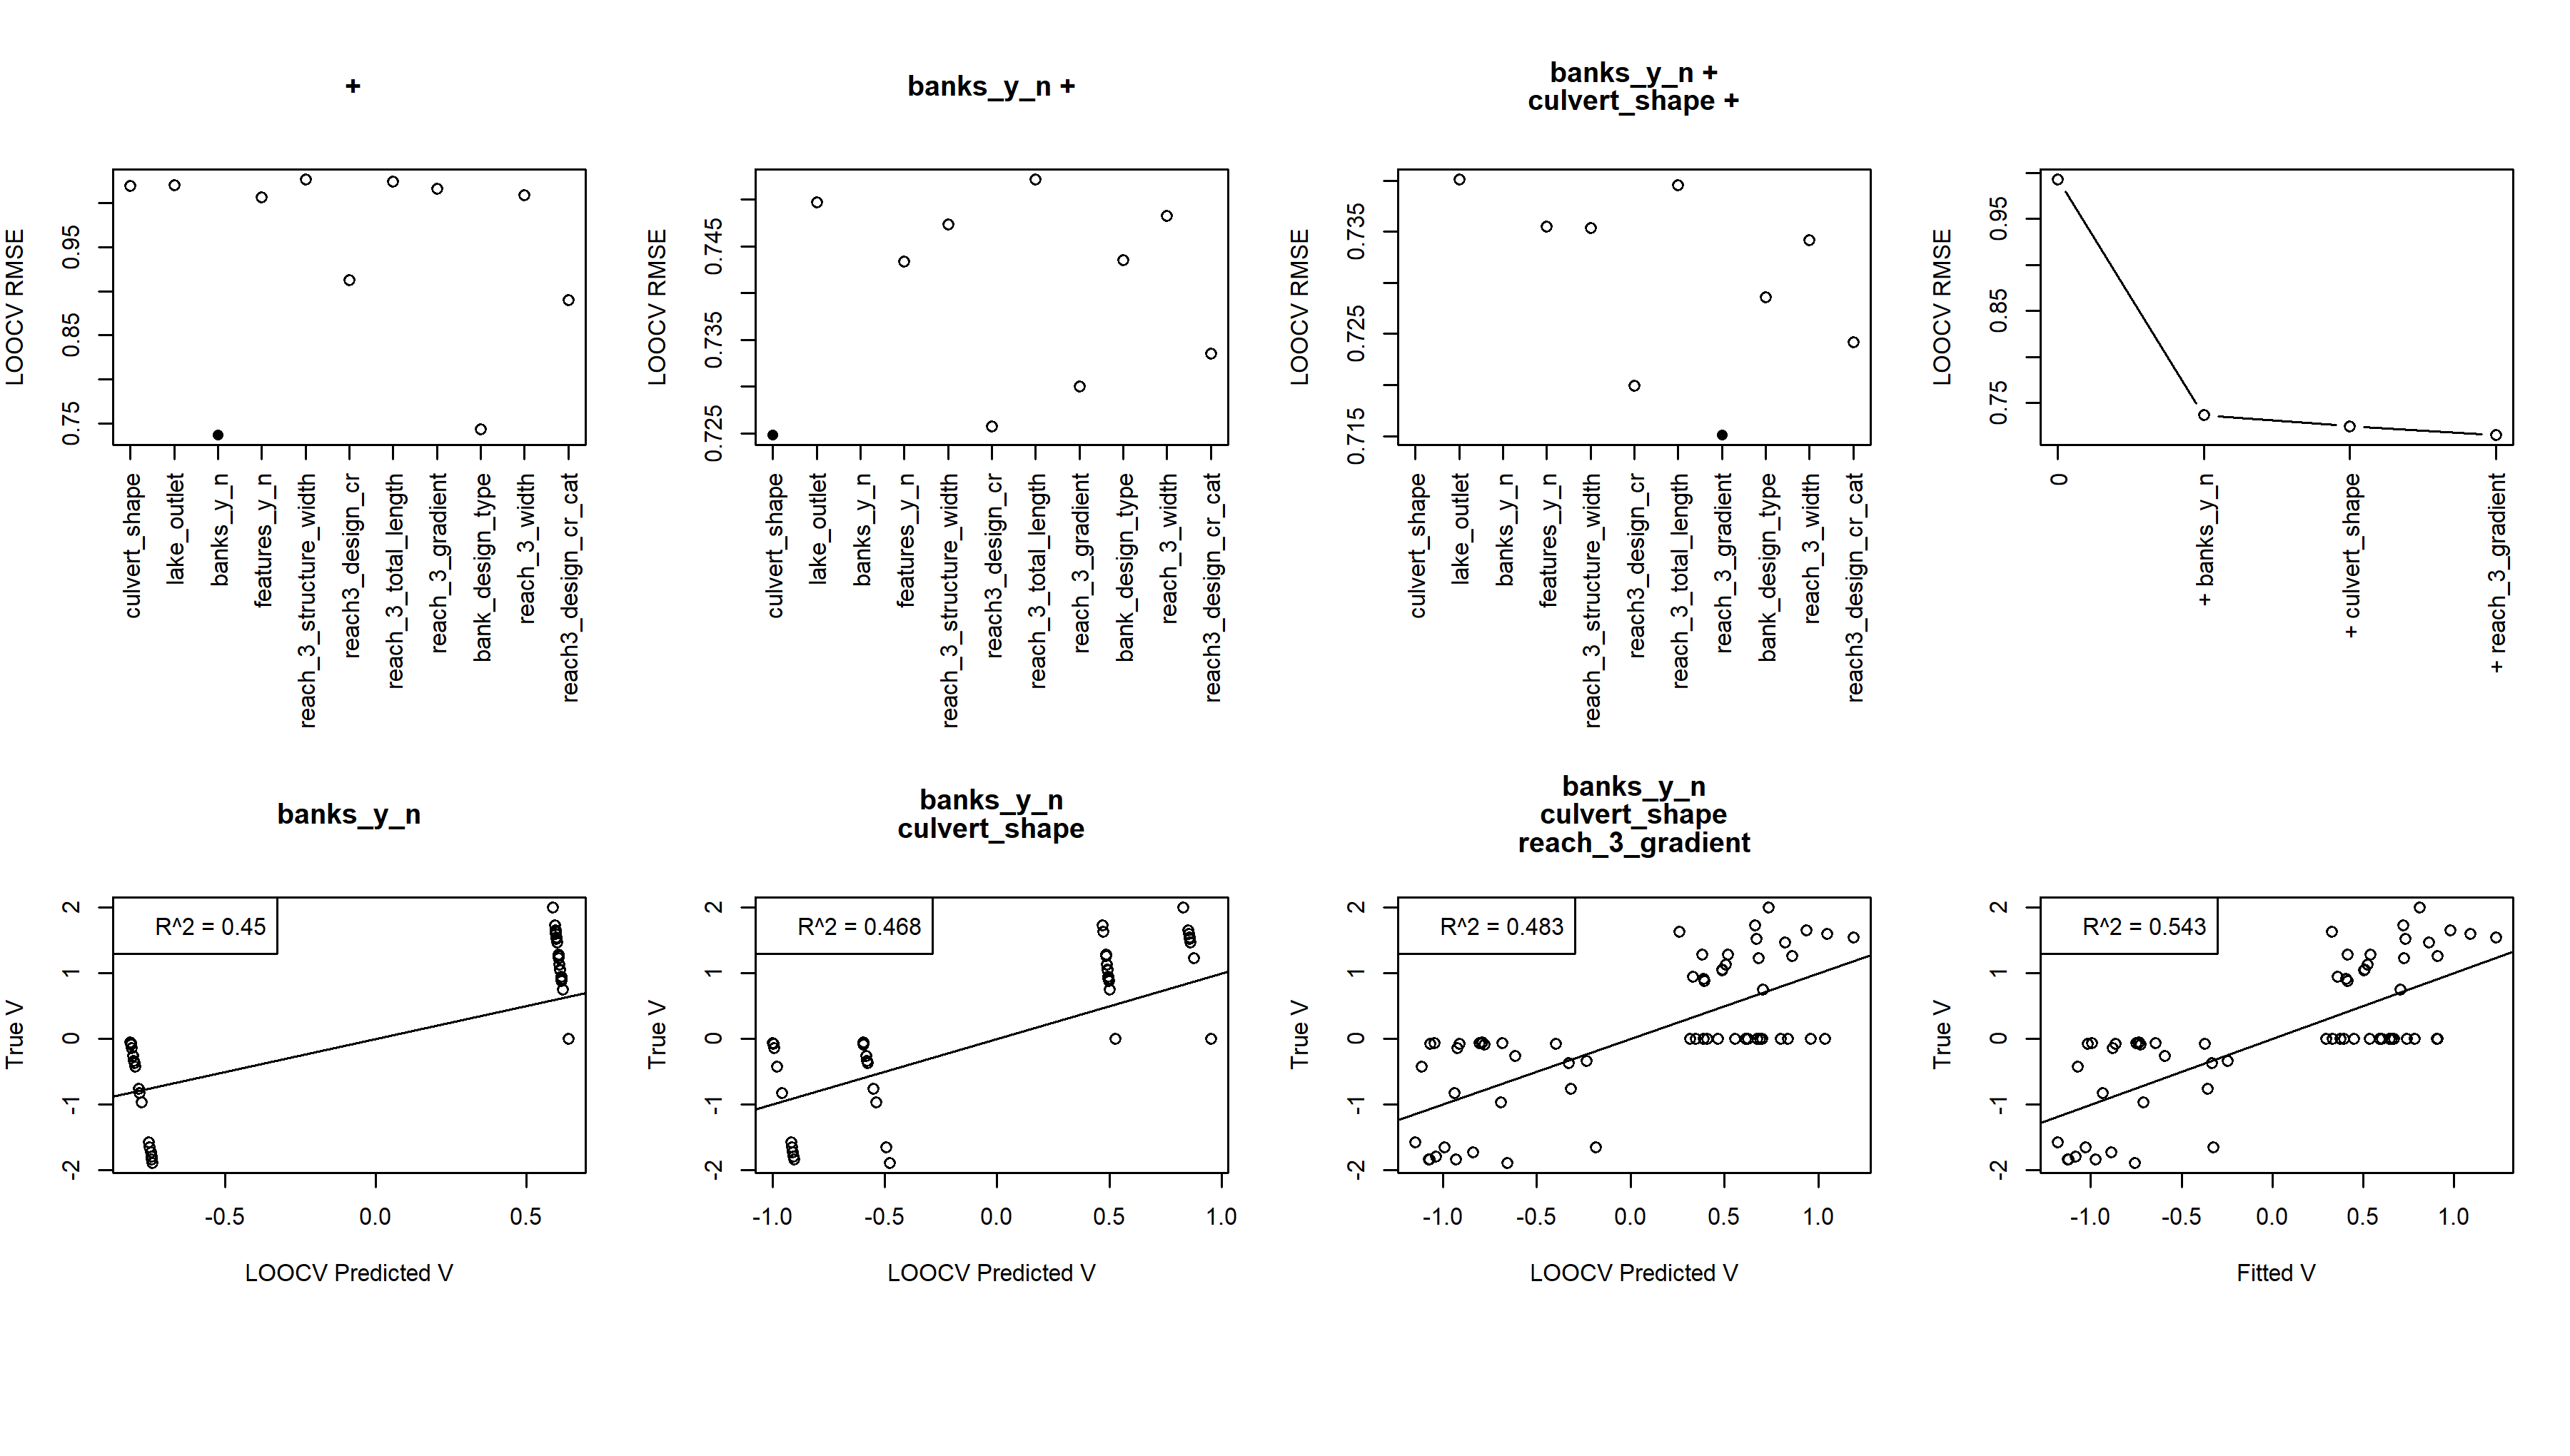 +
LOOCV RMSE
0.75
0.85
0.95
culvert_shape
lake_outlet
banks_y_n
features_y_n
reach_3_structure_width
reach3_design_cr
reach_3_total_length
reach_3_gradient
bank_design_type
reach_3_width
reach3_design_cr_cat
banks_y_n +
LOOCV RMSE
0.725
0.735
0.745
culvert_shape
lake_outlet
banks_y_n
features_y_n
reach_3_structure_width
reach3_design_cr
reach_3_total_length
reach_3_gradient
bank_design_type
reach_3_width
reach3_design_cr_cat
banks_y_n +
culvert_shape +
LOOCV RMSE
0.715
0.725
0.735
culvert_shape
lake_outlet
banks_y_n
features_y_n
reach_3_structure_width
reach3_design_cr
reach_3_total_length
reach_3_gradient
bank_design_type
reach_3_width
reach3_design_cr_cat
LOOCV RMSE
0.75
0.85
0.95
0
+ banks_y_n
+ culvert_shape
+ reach_3_gradient
banks_y_n
R^2 = 0.45
True V
-2
-1
0
1
2
-0.5
0.0
0.5
LOOCV Predicted V
banks_y_n
culvert_shape
R^2 = 0.468
True V
-2
-1
0
1
2
-1.0
-0.5
0.0
0.5
1.0
LOOCV Predicted V
banks_y_n
culvert_shape
reach_3_gradient
R^2 = 0.483
True V
-2
-1
0
1
2
-1.0
-0.5
0.0
0.5
1.0
LOOCV Predicted V
R^2 = 0.543
True V
-2
-1
0
1
2
-1.0
-0.5
0.0
0.5
1.0
Fitted V